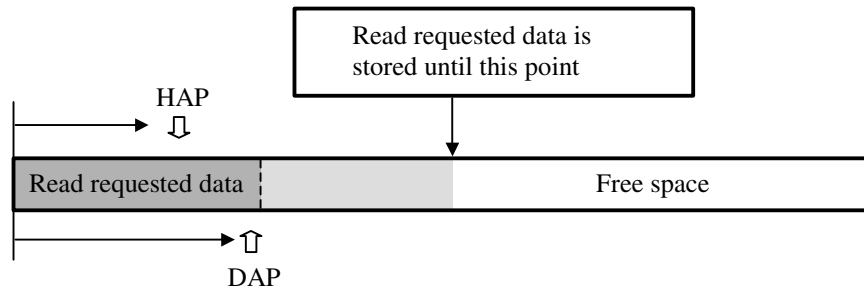 Read requested data is
stored until this point
HAP
Read requested data
Free space
DAP